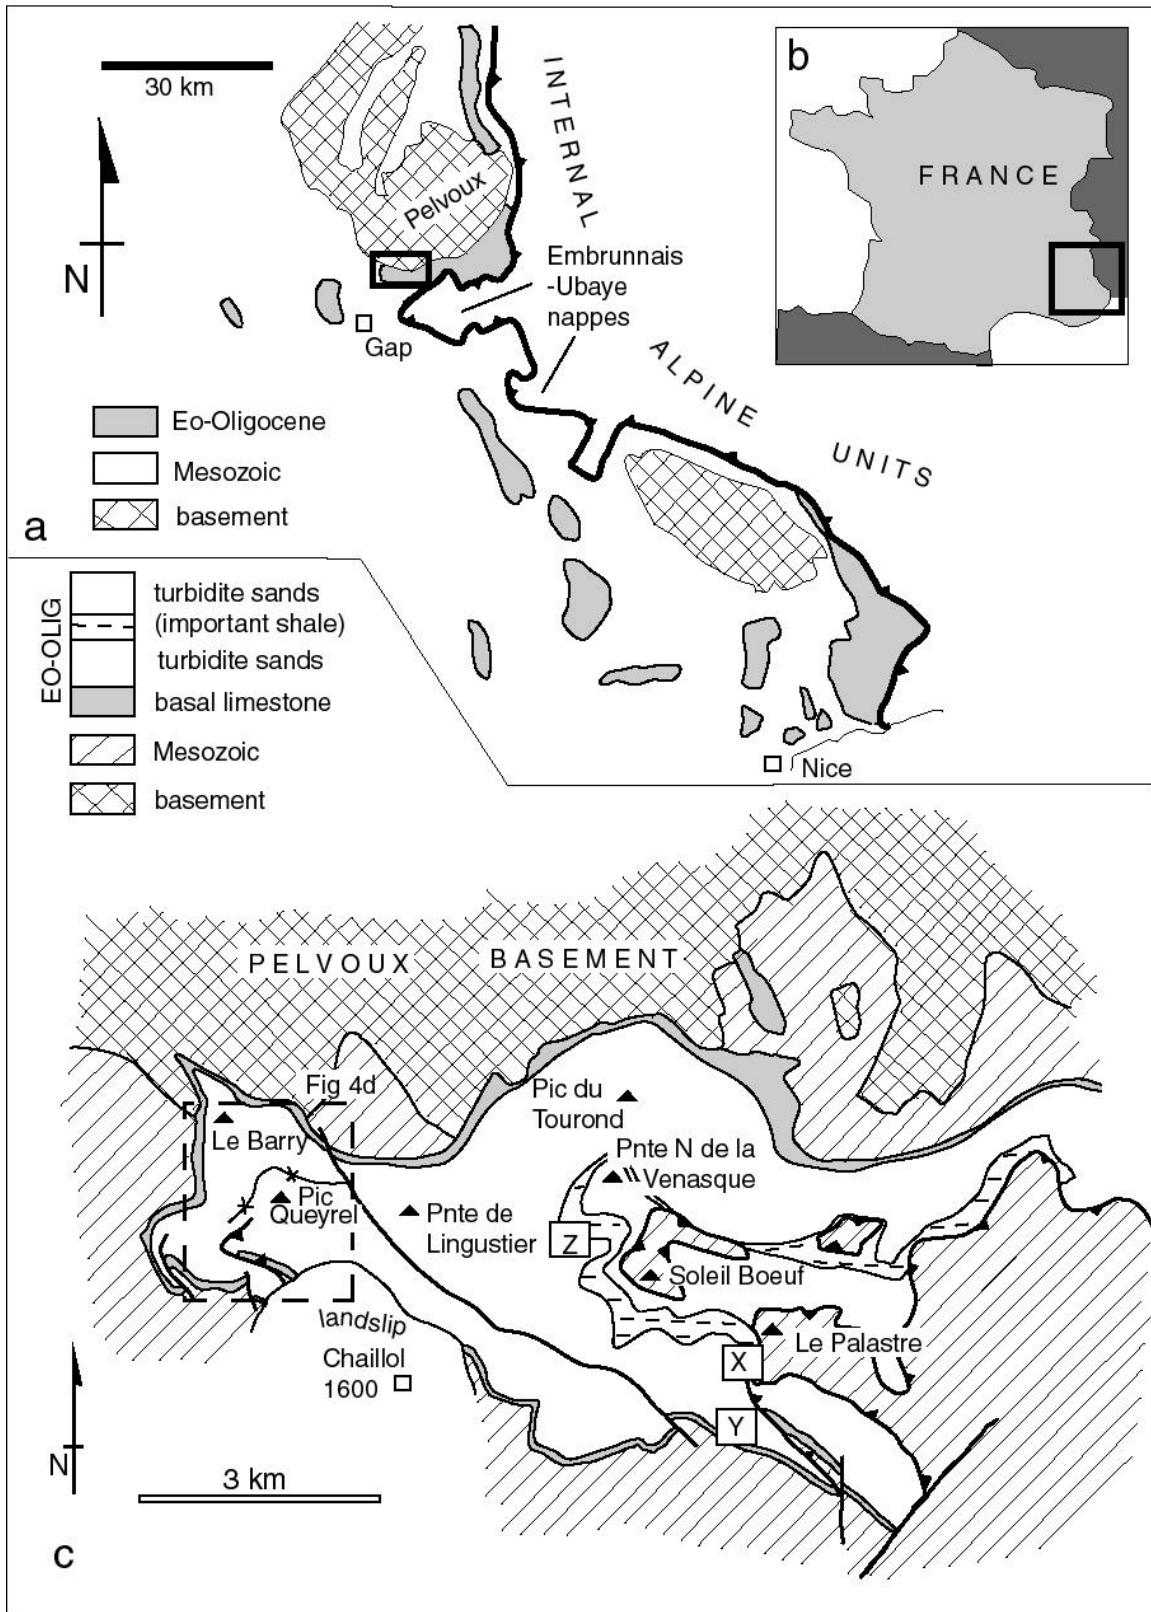 30 km
N
INTERNAL
Pelvoux
Embrunnais
-Ubaye
nappes
Gap
ALPINE
UNITS
Eo-Oligocene
Mesozoic
basement
a
Nice
b
FRANCE
EO-OLIG
turbidite sands
(important shale)
turbidite sands
basal limestone
Mesozoic
basement
PELVOUX BASEMENT
Fig 4d
Le Barry
Pic
Queyrel
Pic du
Tourond
Pnte N de la
Venasque
Pnte de
Lingustier
Z
Soleil Boeuf
landslip
Chaillol
1600
Le Palastre
X
Y
N
3 km
c